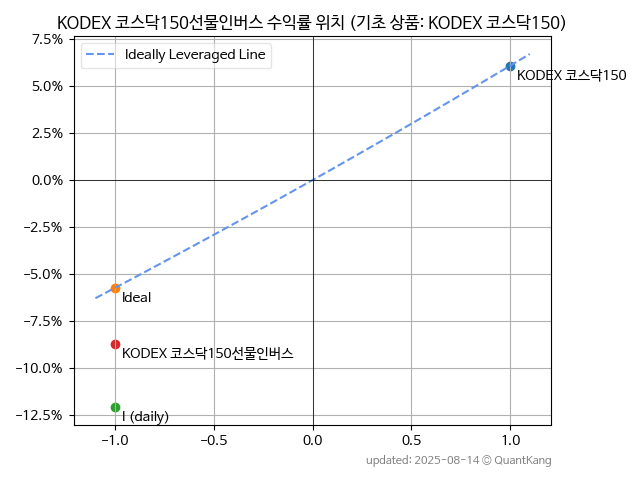 KODEX 코스닥150선물인버스 수익률 위치 (기초 상품: KODEX 코스닥150)
7.5%
Ideally Leveraged Line
KODEX 코스닥150
5.0%
2.5%
0.0%
−2.5%
−5.0%
Ideal
−7.5%
KODEX 코스닥150선물인버스
−10.0%
−12.5%
I (daily)
−1.0 −0.5 0.0 0.5 1.0
updated: 2025-08-14 © QuantKang